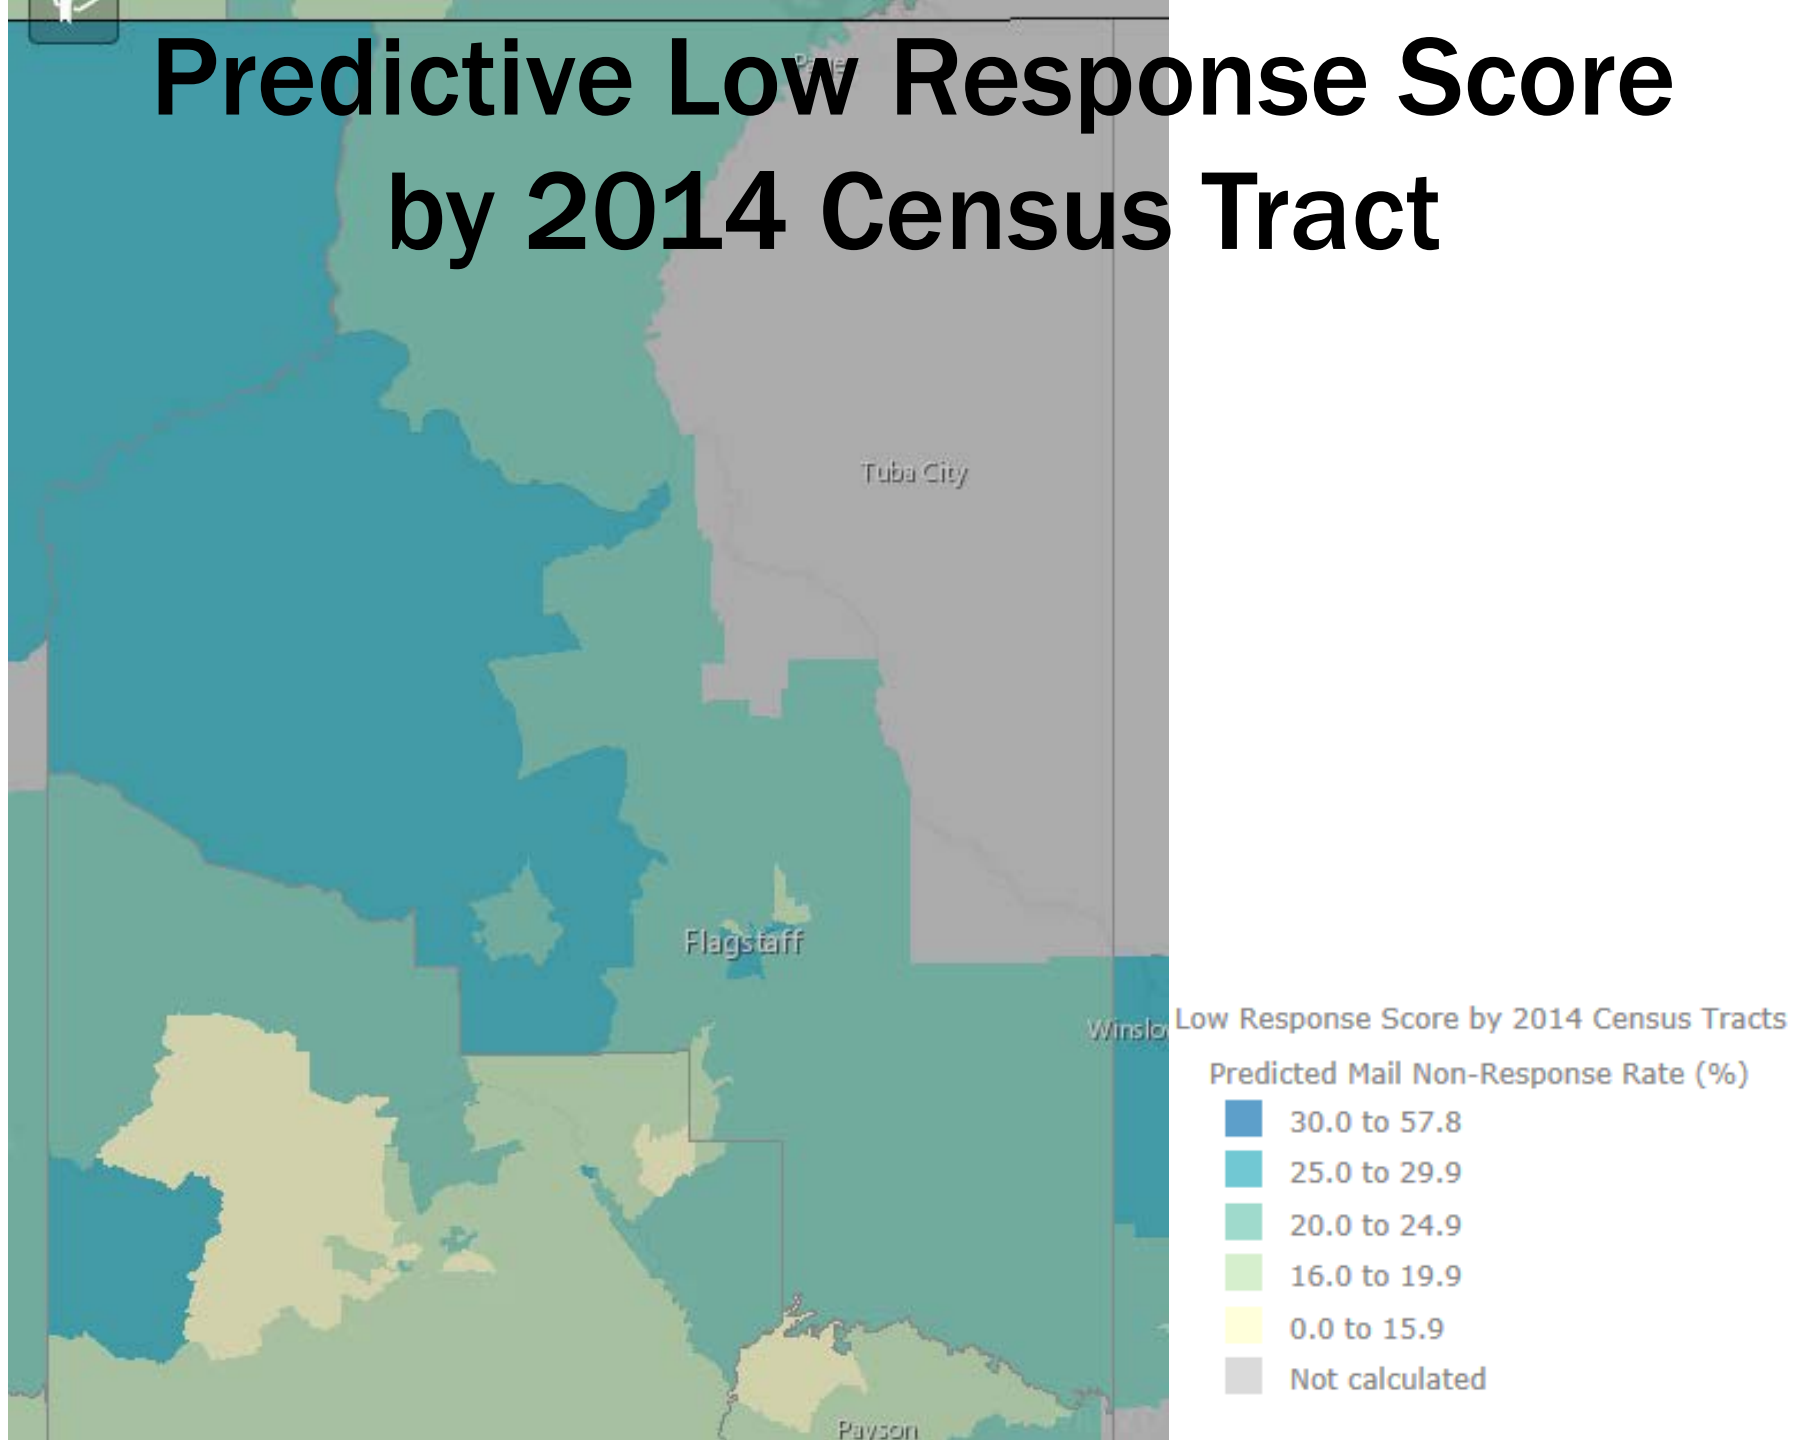 Predictive Low Response Score
by 2014 Census Tract
Page
Tuba City
Flagstaff
Winslo
Low Response Score by 2014 Census Tracts
Predicted Mail Non-Response Rate (%)
30.0 to 57.8
25.0 to 29.9
20.0 to 24.9
16.0 to 19.9
0.0 to 15.9
Not calculated
Payson